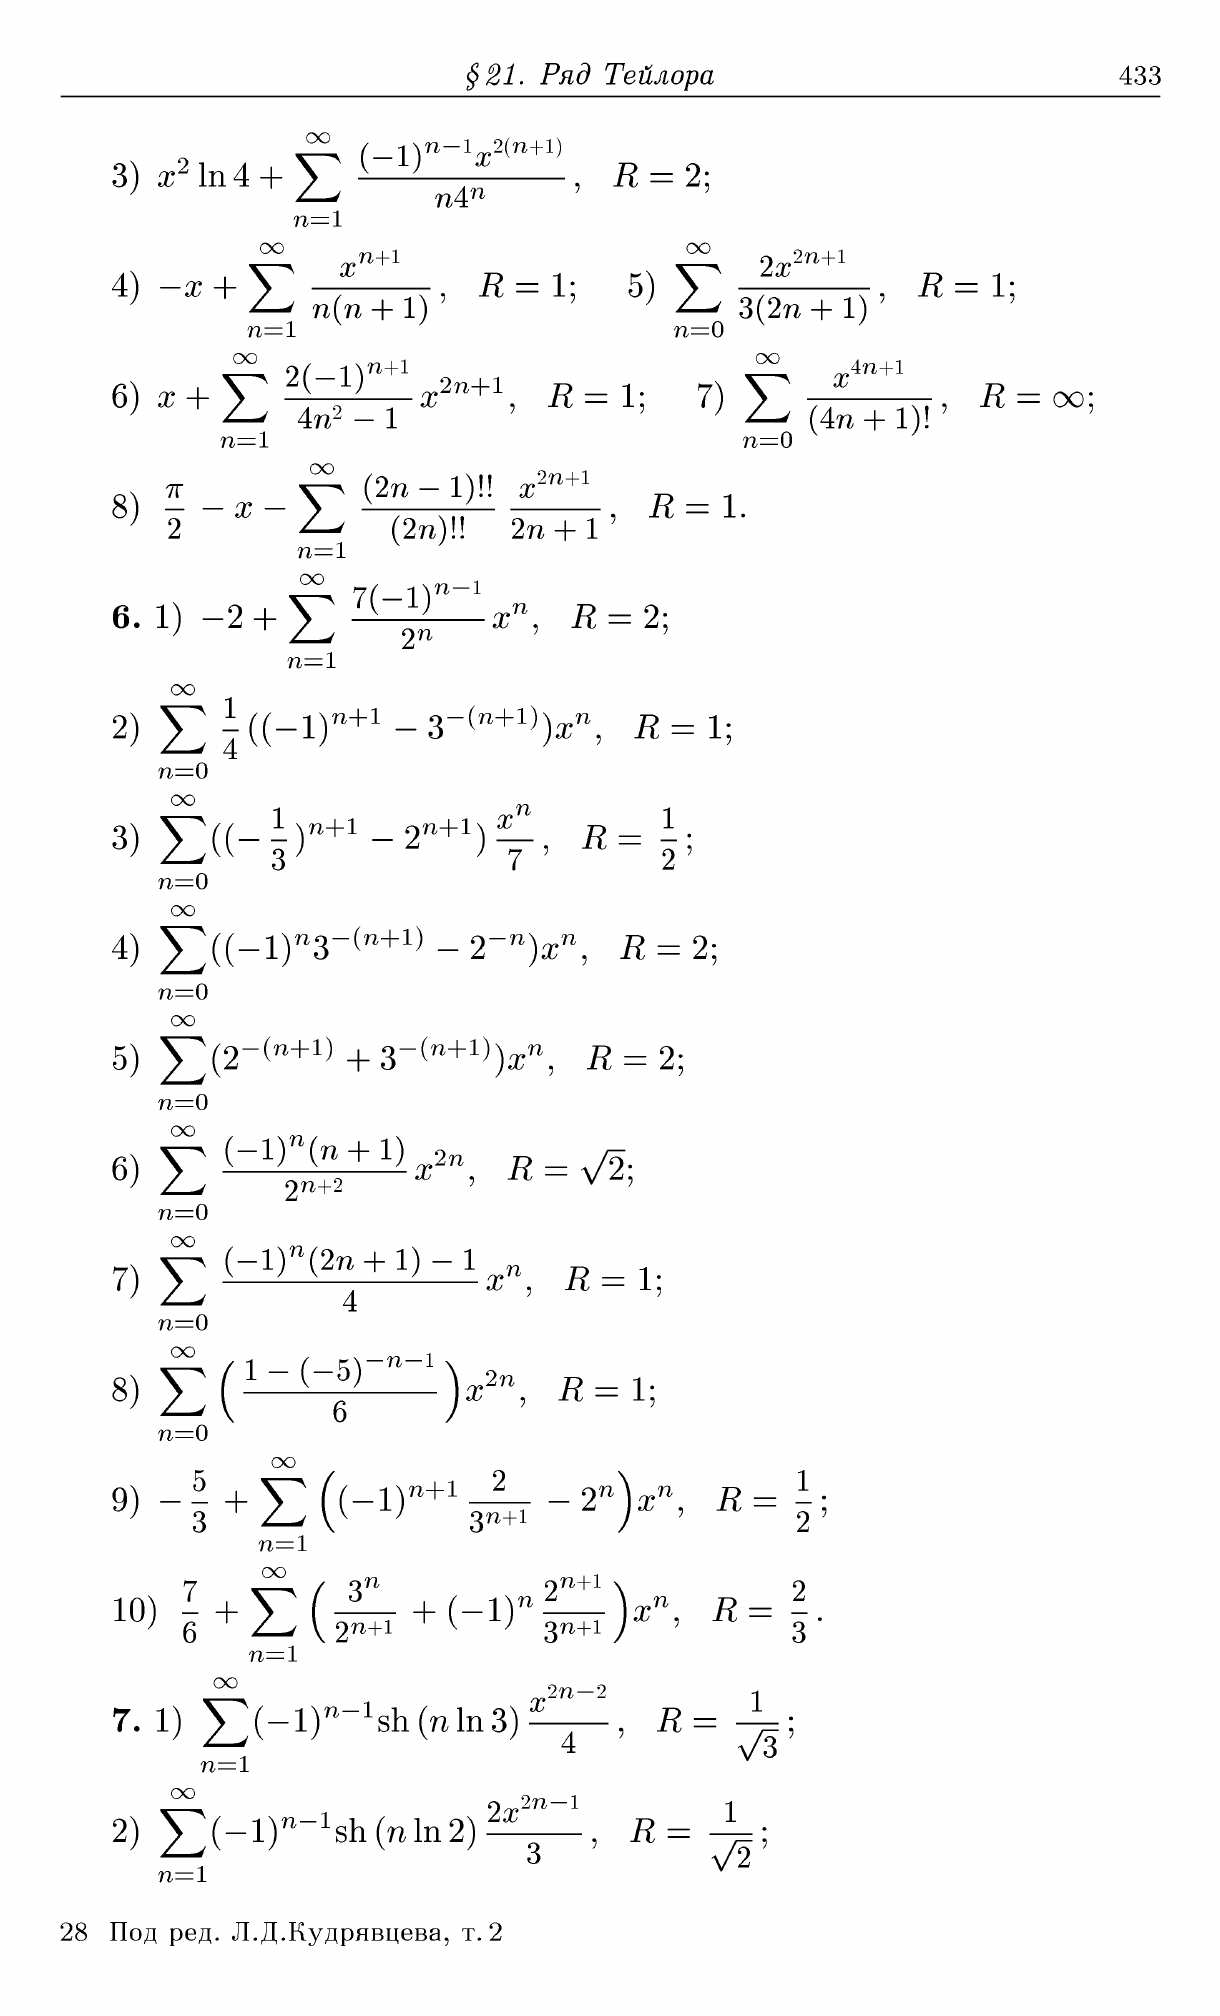 § 21. Ряд Тейлора 433
3) $x^2 \ln 4 + \sum_{n=1}^{\infty} \frac{(-1)^{n-1}x^{2(n+1)}}{n4^n}$, $R = 2$;
4) $-x + \sum_{n=1}^{\infty} \frac{x^{n+1}}{n(n+1)}$, $R = 1$; 5) $\sum_{n=0}^{\infty} \frac{2x^{2n+1}}{3(2n+1)}$, $R = 1$;
6) $x + \sum_{n=1}^{\infty} \frac{2(-1)^{n+1}}{4n^2-1} x^{2n+1}$, $R = 1$; 7) $\sum_{n=0}^{\infty} \frac{x^{4n+1}}{(4n+1)!}$, $R = \infty$;
8) $\frac{\pi}{2} - x - \sum_{n=1}^{\infty} \frac{(2n-1)!!}{(2n)!!} \frac{x^{2n+1}}{2n+1}$, $R = 1$.
6. 1) $-2 + \sum_{n=1}^{\infty} \frac{7(-1)^{n-1}}{2^n} x^n$, $R = 2$;
2) $\sum_{n=0}^{\infty} \frac{1}{4}((-1)^{n+1} - 3^{-(n+1)})x^n$, $R = 1$;
3) $\sum_{n=0}^{\infty} ((-\frac{1}{3})^{n+1} - 2^{n+1})\frac{x^n}{7}$, $R = \frac{1}{2}$;
4) $\sum_{n=0}^{\infty} ((-1)^n 3^{-(n+1)} - 2^{-n})x^n$, $R = 2$;
5) $\sum_{n=0}^{\infty} (2^{-(n+1)} + 3^{-(n+1)})x^n$, $R = 2$;
6) $\sum_{n=0}^{\infty} \frac{(-1)^n(n+1)}{2^{n+2}} x^{2n}$, $R = \sqrt{2}$;
7) $\sum_{n=0}^{\infty} \frac{(-1)^n(2n+1)-1}{4} x^n$, $R = 1$;
8) $\sum_{n=0}^{\infty} \left(\frac{1-(-5)^{-n-1}}{6}\right)x^{2n}$, $R = 1$;
9) $-\frac{5}{3} + \sum_{n=1}^{\infty} \left((-1)^{n+1}\frac{2}{3^{n+1}} - 2^n\right)x^n$, $R = \frac{1}{2}$;
10) $\frac{7}{6} + \sum_{n=1}^{\infty} \left(\frac{3^n}{2^{n+1}} + (-1)^n\frac{2^{n+1}}{3^{n+1}}\right)x^n$, $R = \frac{2}{3}$.
7. 1) $\sum_{n=1}^{\infty} (-1)^{n-1}\text{sh}\,(n \ln 3)\frac{x^{2n-2}}{4}$, $R = \frac{1}{\sqrt{3}}$;
2) $\sum_{n=1}^{\infty} (-1)^{n-1}\text{sh}\,(n \ln 2)\frac{2x^{2n-1}}{3}$, $R = \frac{1}{\sqrt{2}}$;
28 Под ред. Л.Д.Кудрявцева, т. 2